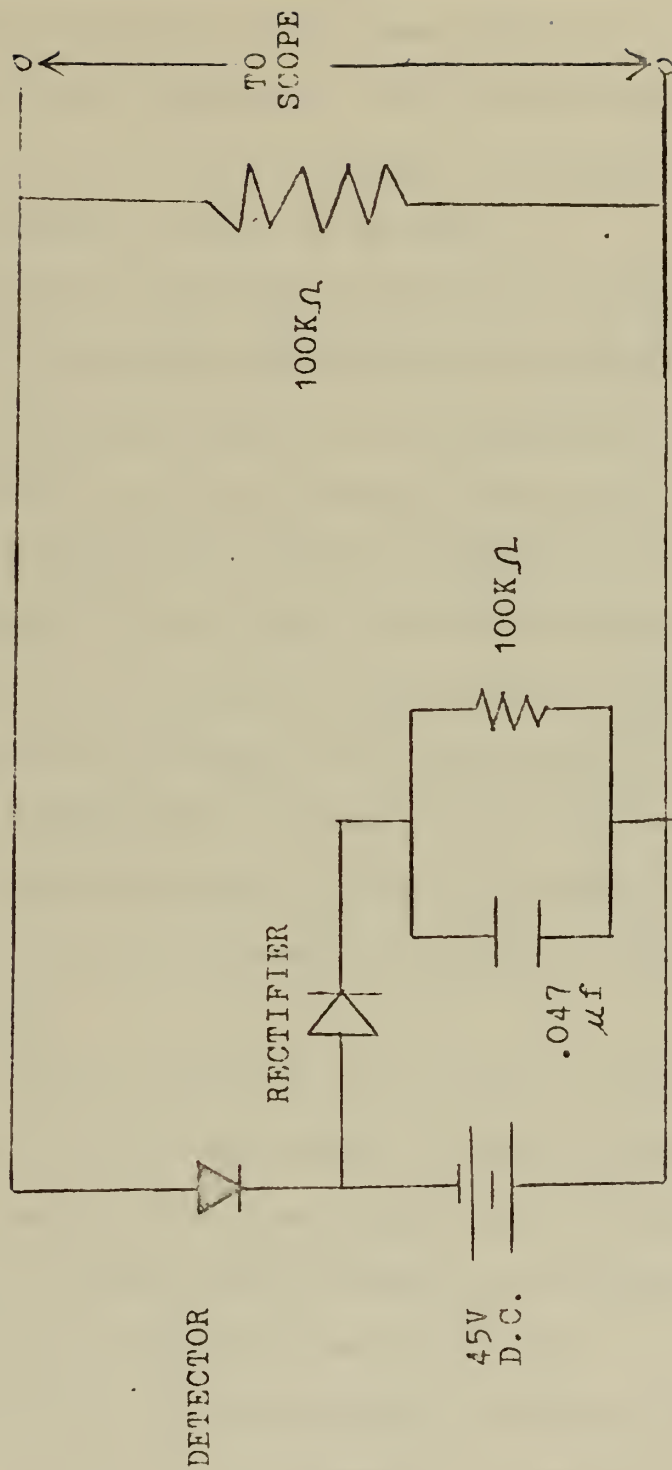 TO
SCOPE
100KΩ
100KΩ
RECTIFIER
.047
µf
DETECTOR
45V
D.C.